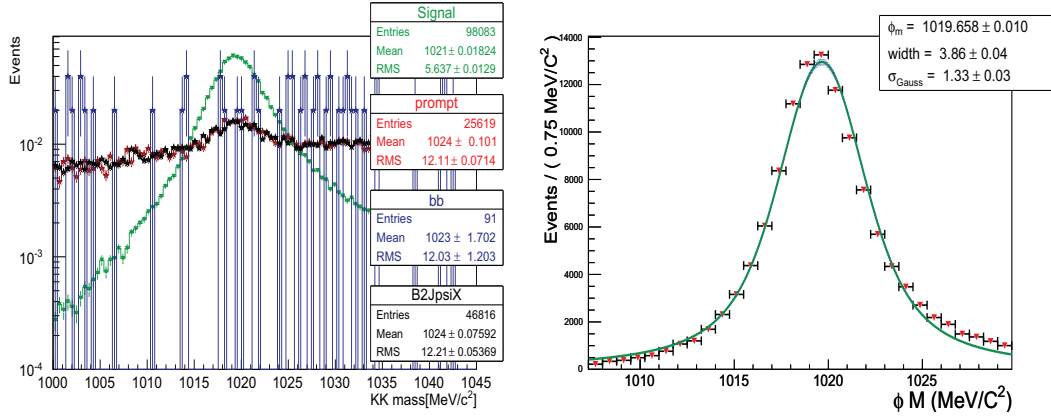 Signal
Entries 98083
Mean 1021 ± 0.01824
RMS 5.637 ± 0.0129
prompt
Entries 25619
Mean 1024 ± 0.101
RMS 12.11 ± 0.0714
bb
Entries 91
Mean 1023 ± 1.702
RMS 12.03 ± 1.203
B2JpsiX
Entries 46816
Mean 1024 ± 0.07592
RMS 12.21 ± 0.05369
Events
10⁻²
10⁻³
10⁻⁴
1000 1005 1010 1015 1020 1025 1030 1035 1040 1045
KK mass[MeV/c²]
ϕm = 1019.658 ± 0.010
width = 3.86 ± 0.04
σGauss = 1.33 ± 0.03
Events / ( 0.75 MeV/C² )
14000
12000
10000
8000
6000
4000
2000
0
1010 1015 1020 1025
ϕ M (MeV/C²)